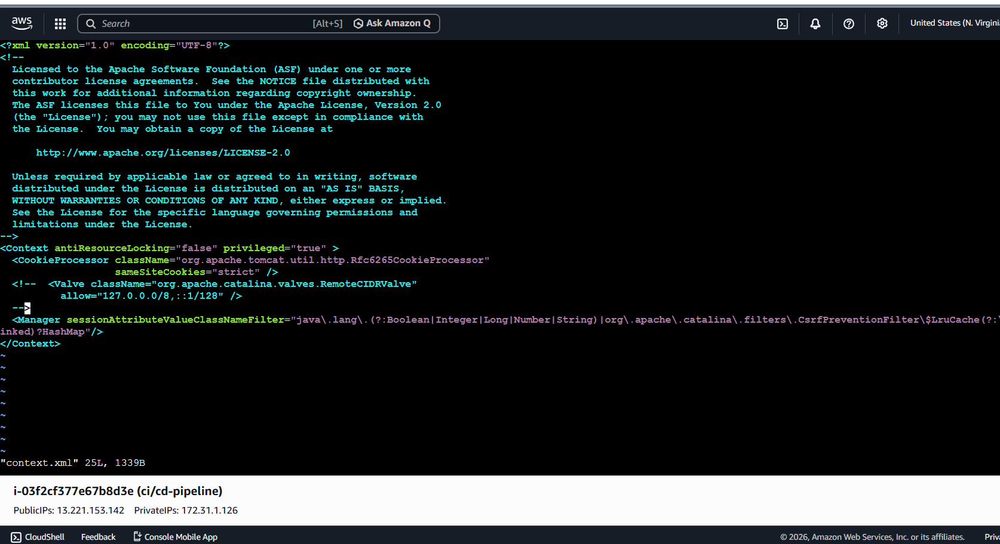 aws Search [Alt+S] Ask Amazon Q United States (N. Virginia
<?xml version="1.0" encoding="UTF-8"?>
<!--
  Licensed to the Apache Software Foundation (ASF) under one or more
  contributor license agreements.  See the NOTICE file distributed with
  this work for additional information regarding copyright ownership.
  The ASF licenses this file to You under the Apache License, Version 2.0
  (the "License"); you may not use this file except in compliance with
  the License.  You may obtain a copy of the License at
      http://www.apache.org/licenses/LICENSE-2.0
  Unless required by applicable law or agreed to in writing, software
  distributed under the License is distributed on an "AS IS" BASIS,
  WITHOUT WARRANTIES OR CONDITIONS OF ANY KIND, either express or implied.
  See the License for the specific language governing permissions and
  limitations under the License.
-->
<Context antiResourceLocking="false" privileged="true" >
  <CookieProcessor className="org.apache.tomcat.util.http.Rfc6265CookieProcessor"
                   sameSiteCookies="strict" />
  <!--  <Valve className="org.apache.catalina.valves.RemoteCIDRValve"
          allow="127.0.0.0/8,::1/128" />
  -->
  <Manager sessionAttributeValueClassNameFilter="java\.lang\.(?:Boolean|Integer|Long|Number|String)|org\.apache\.catalina\.filters\.CsrfPreventionFilter\$LruCache(?:\
inked)?HashMap"/>
</Context>
~
~
~
~
~
~
~
~
~
"context.xml" 25L, 1339B
i-03f2cf377e67b8d3e (ci/cd-pipeline)
PublicIPs: 13.221.153.142 PrivateIPs: 172.31.1.126
CloudShell Feedback Console Mobile App © 2026, Amazon Web Services, Inc. or its affiliates. Priva